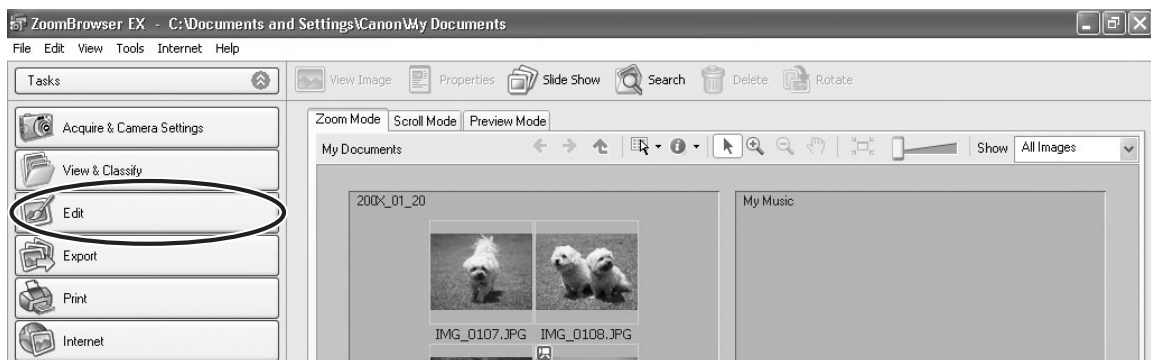 ZoomBrowser EX - C:\Documents and Settings\Canon\My Documents
File Edit View Tools Internet Help
Tasks
View Image Properties Slide Show Search Delete Rotate
Acquire & Camera Settings
View & Classify
Edit
Export
Print
Internet
Zoom Mode Scroll Mode Preview Mode
My Documents Show All Images
200X_01_20
My Music
IMG_0107.JPG IMG_0108.JPG